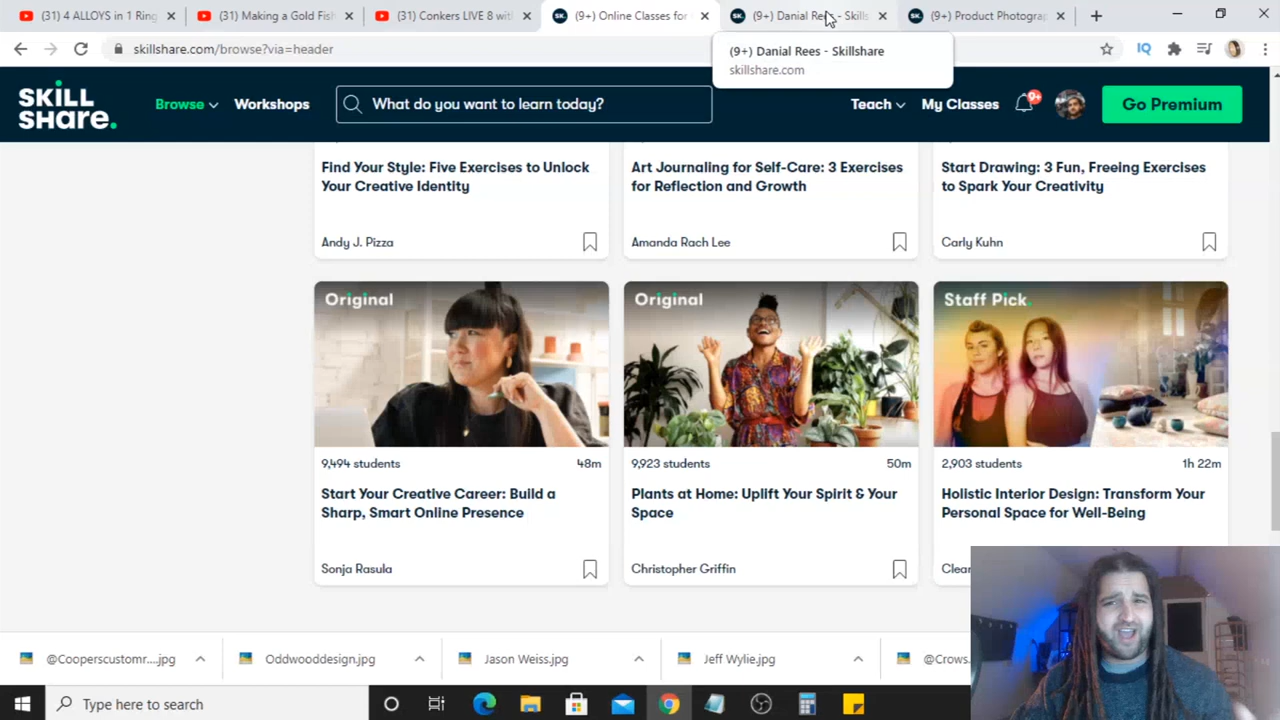 (31) 4 ALLOYS in 1 Ring
(31) Making a Gold Fish
(31) Conkers LIVE 8 with
(9+) Online Classes for
(9+) Danial Rees - Skills
(9+) Product Photograp
skillshare.com/browse?via=header
IQ
(9+) Danial Rees - Skillshare
skillshare.com
SKILL
SHARE.
Browse
Workshops
What do you want to learn today?
Teach
My Classes
9+
Go Premium
Find Your Style: Five Exercises to Unlock
Your Creative Identity
Andy J. Pizza
Art Journaling for Self-Care: 3 Exercises
for Reflection and Growth
Amanda Rach Lee
Start Drawing: 3 Fun, Freeing Exercises
to Spark Your Creativity
Carly Kuhn
Original
9,494 students 48m
Start Your Creative Career: Build a
Sharp, Smart Online Presence
Sonja Rasula
Original
9,923 students 50m
Plants at Home: Uplift Your Spirit & Your
Space
Christopher Griffin
Staff Pick.
2,903 students 1h 22m
Holistic Interior Design: Transform Your
Personal Space for Well-Being
Clear
@Cooperscustomr....jpg
Oddwooddesign.jpg
Jason Weiss.jpg
Jeff Wylie.jpg
@Crows.
Type here to search